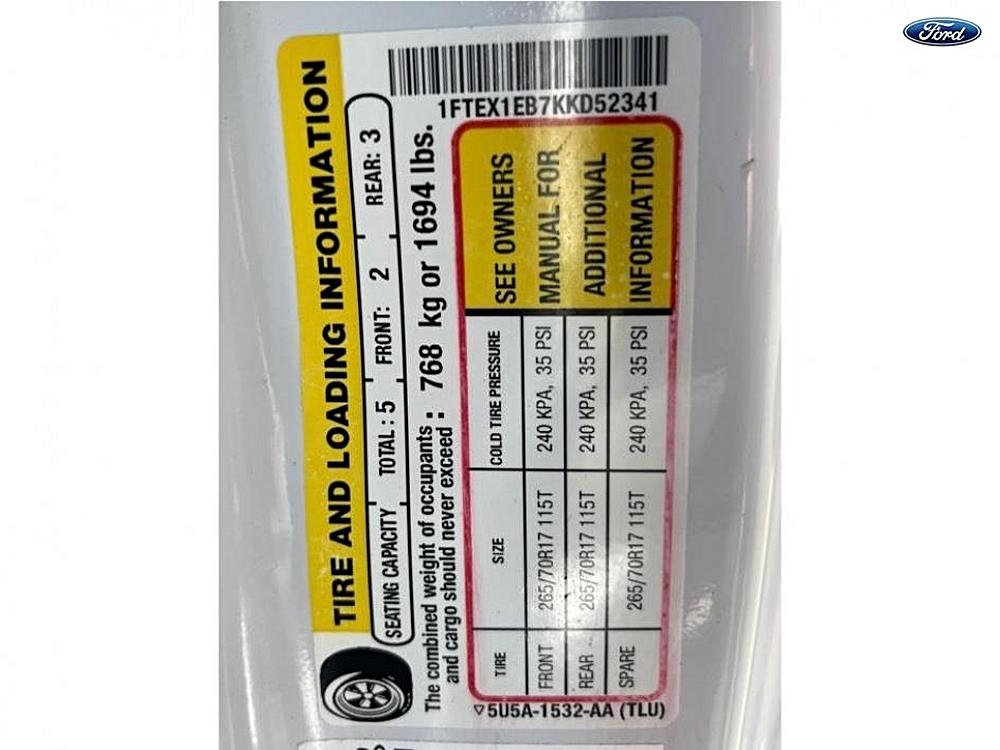 Ford
TIRE AND LOADING INFORMATION
SEATING CAPACITY TOTAL : 5 FRONT: 2 REAR: 3
The combined weight of occupants
and cargo should never exceed : 768 kg or 1694 lbs.
1FTEX1EB7KKD52341
TIRE SIZE COLD TIRE PRESSURE
FRONT 265/70R17 115T 240 KPA, 35 PSI
REAR 265/70R17 115T 240 KPA, 35 PSI
SPARE 265/70R17 115T 240 KPA, 35 PSI
SEE OWNERS
MANUAL FOR
ADDITIONAL
INFORMATION
5U5A-1532-AA (TLU)